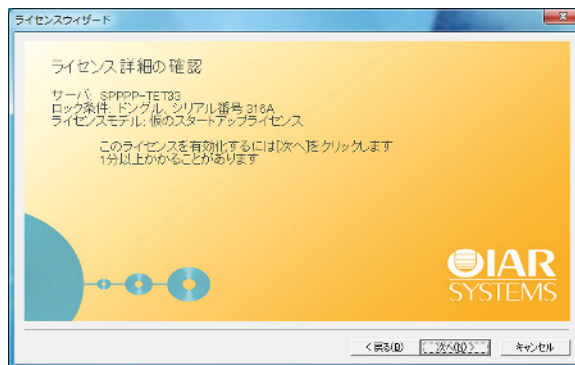 ライセンスウィザード
ライセンス詳細の確認
サーバ: SPPPP-TET33
ロック条件: ドングル、シリアル番号 316A
ライセンスモデル: 仮のスタートアップライセンス
このライセンスを有効化するには[次へ]をクリックします
1分以上かかることがあります
IAR
SYSTEMS
< 戻る(B)
次へ(N) >
キャンセル